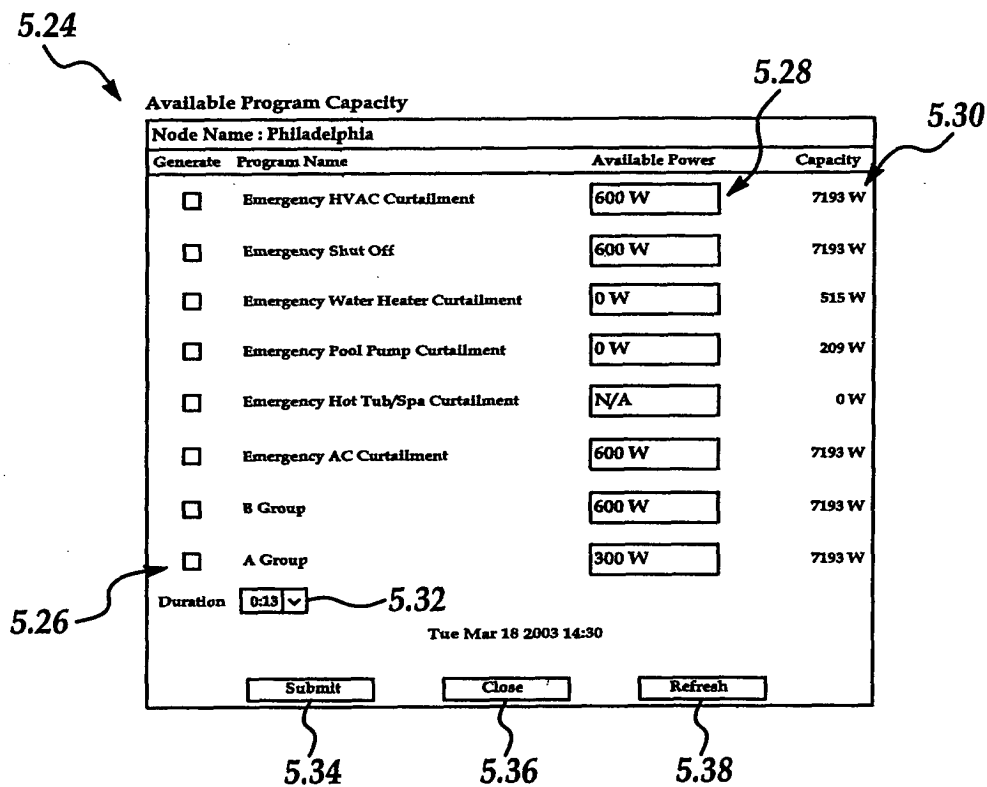 5.24
5.28
5.30
Available Program Capacity
Node Name : Philadelphia
Generate Program Name Available Power Capacity
Emergency HVAC Curtailment 600 W 7193 W
Emergency Shut Off 600 W 7193 W
Emergency Water Heater Curtailment 0 W 515 W
Emergency Pool Pump Curtailment 0 W 209 W
Emergency Hot Tub/Spa Curtailment N/A 0 W
Emergency AC Curtailment 600 W 7193 W
B Group 600 W 7193 W
A Group 300 W 7193 W
Duration 0:13 5.32
5.26
Tue Mar 18 2003 14:30
Submit Close Refresh
5.34 5.36 5.38